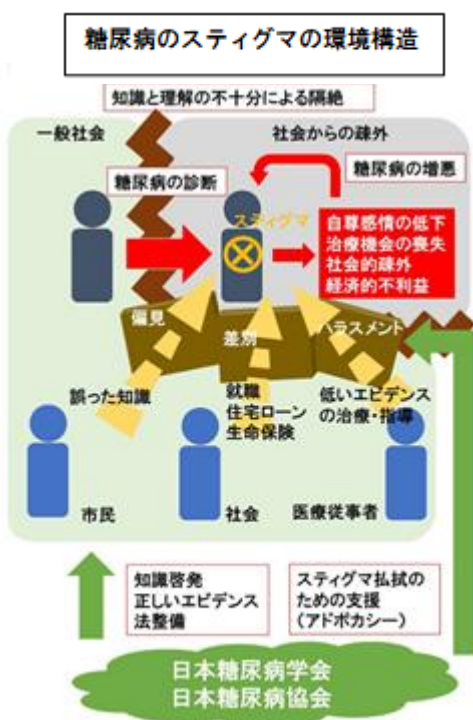 糖尿病のスティグマの環境構造
知識と理解の不十分による隔絶
一般社会
社会からの疎外
糖尿病の診断
糖尿病の増悪
スティグマ
自尊感情の低下
治療機会の喪失
社会的疎外
経済的不利益
偏見
差別
ハラスメント
誤った知識
就職
住宅ローン
生命保険
低いエビデンス
の治療・指導
市民
社会
医療従事者
知識啓発
正しいエビデンス
法整備
スティグマ払拭の
ための支援
（アドボカシー）
日本糖尿病学会
日本糖尿病協会